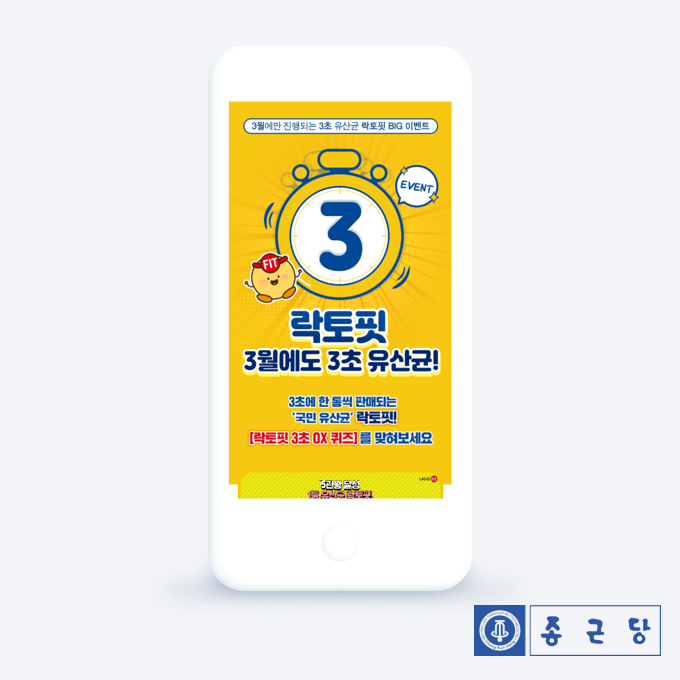 3월에만 진행되는 3초 유산균 락토핏 BIG 이벤트
EVENT
3
FIT
락토핏
3월에도 3초 유산균!
3초에 한 통씩 판매되는
'국민 유산균' 락토핏!
[락토핏 3초 OX 퀴즈]를 맞혀보세요
종근당